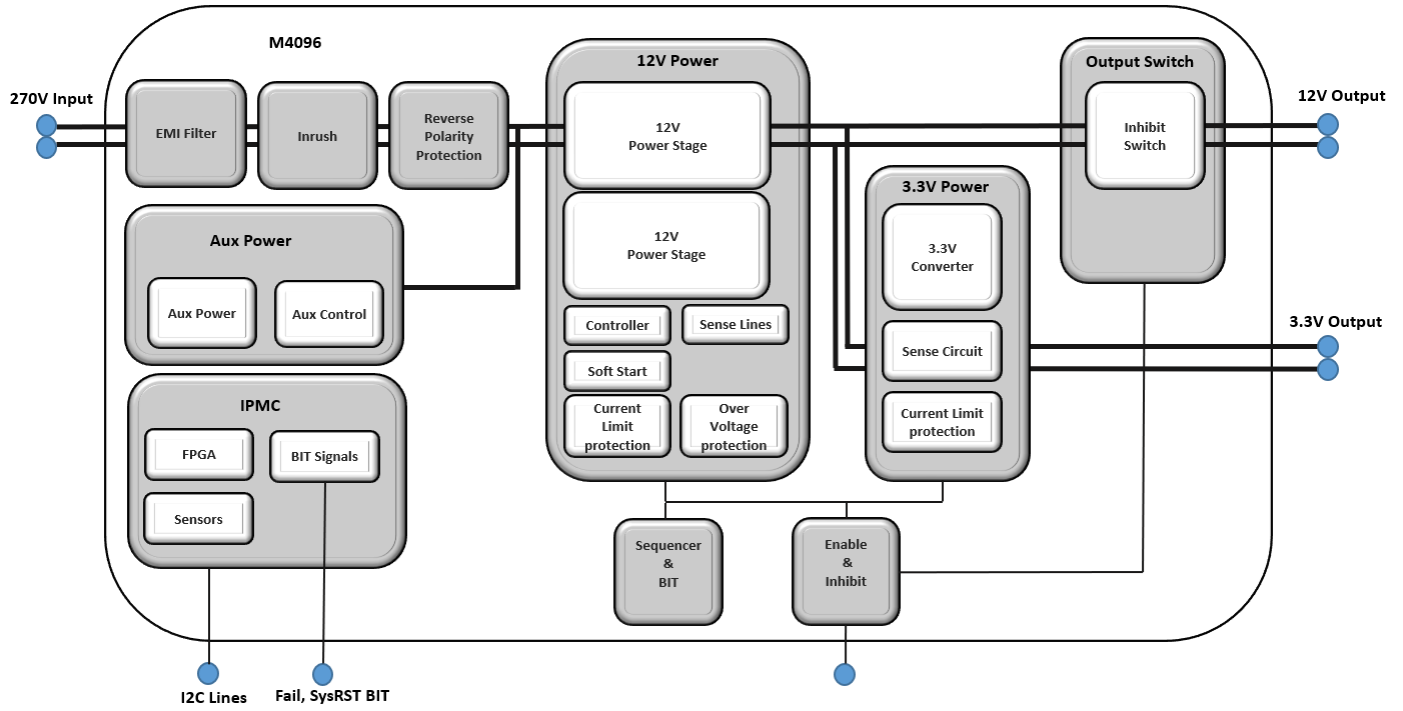 M4096
270V Input
EMI Filter
Inrush
Reverse
Polarity
Protection
12V Power
12V
Power Stage
12V
Power Stage
Controller
Sense Lines
Soft Start
Current
Limit
protection
Over
Voltage
protection
Output Switch
Inhibit
Switch
12V Output
3.3V Power
3.3V
Converter
Sense Circuit
Current Limit
protection
3.3V Output
Aux Power
Aux Power
Aux Control
IPMC
FPGA
BIT Signals
Sensors
Sequencer
&
BIT
Enable
&
Inhibit
I2C Lines
Fail, SysRST BIT